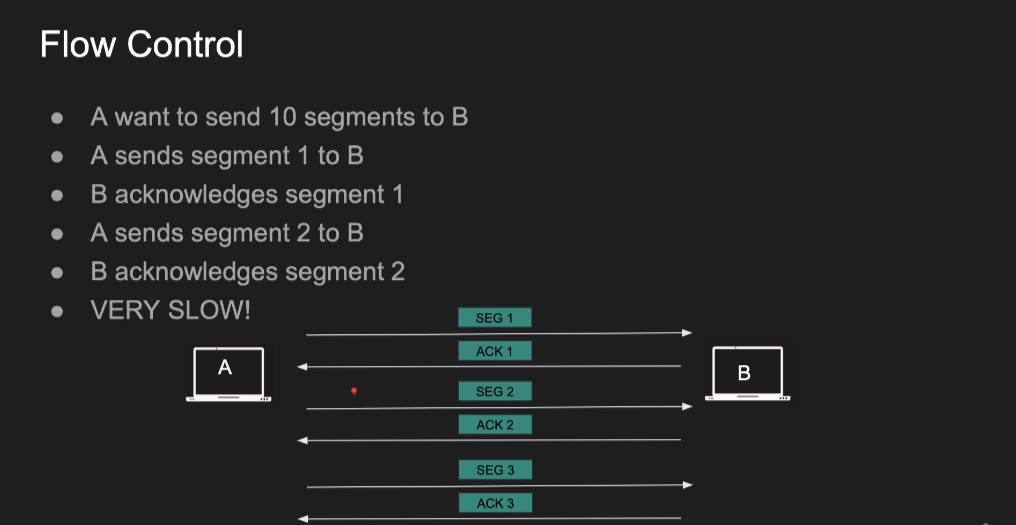 Flow Control
● A want to send 10 segments to B
● A sends segment 1 to B
● B acknowledges segment 1
● A sends segment 2 to B
● B acknowledges segment 2
● VERY SLOW!
SEG 1
ACK 1
A
B
SEG 2
ACK 2
SEG 3
ACK 3